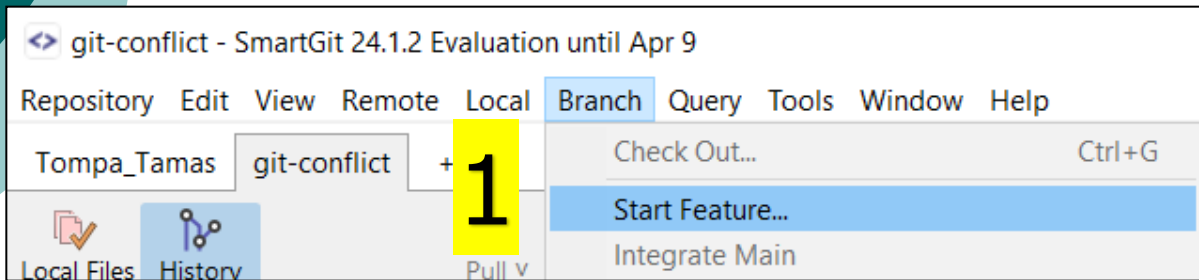 <> git-conflict - SmartGit 24.1.2 Evaluation until Apr 9
Repository Edit View Remote Local Branch Query Tools Window Help
Tompa_Tamas git-conflict +
1
Check Out... Ctrl+G
Start Feature...
Integrate Main
Local Files History Pull